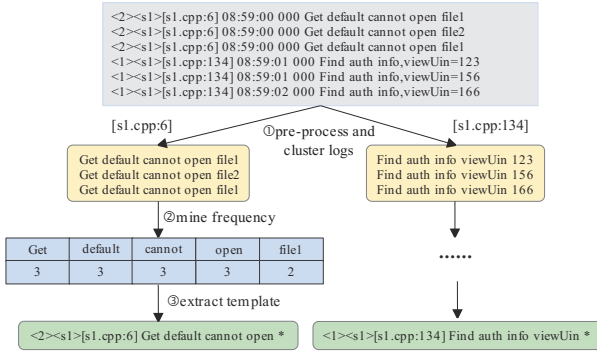 <2><s1>[s1.cpp:6] 08:59:00 000 Get default cannot open file1
<2><s1>[s1.cpp:6] 08:59:00 000 Get default cannot open file2
<2><s1>[s1.cpp:6] 08:59:00 000 Get default cannot open file1
<1><s1>[s1.cpp:134] 08:59:01 000 Find auth info,viewUin=123
<1><s1>[s1.cpp:134] 08:59:01 000 Find auth info,viewUin=156
<1><s1>[s1.cpp:134] 08:59:02 000 Find auth info,viewUin=166
[s1.cpp:6]
①pre-process and
cluster logs
[s1.cpp:134]
Get default cannot open file1
Get default cannot open file2
Get default cannot open file1
Find auth info viewUin 123
Find auth info viewUin 156
Find auth info viewUin 166
②mine frequency
Get default cannot open file1
3 3 3 3 2
......
③extract template
<2><s1>[s1.cpp:6] Get default cannot open *
<1><s1>[s1.cpp:134] Find auth info viewUin *